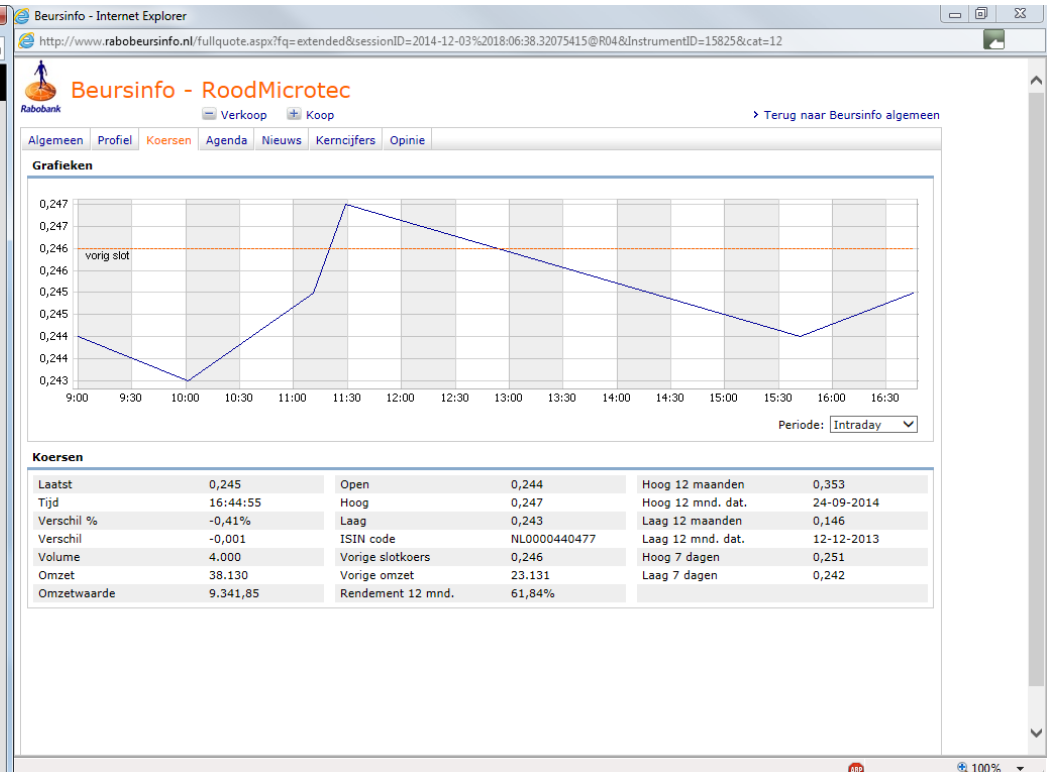 Beursinfo - Internet Explorer
http://www.rabobeursinfo.nl/fullquote.aspx?fq=extended&sessionID=2014-12-03%2018:06:38.32075415@R04&InstrumentID=15825&cat=12
Rabobank
Beursinfo - RoodMicrotec
Verkoop Koop
> Terug naar Beursinfo algemeen
Algemeen Profiel Koersen Agenda Nieuws Kerncijfers Opinie
Grafieken
0,247
0,247
0,246
vorig slot
0,246
0,245
0,245
0,244
0,244
0,243
9:00 9:30 10:00 10:30 11:00 11:30 12:00 12:30 13:00 13:30 14:00 14:30 15:00 15:30 16:00 16:30
Periode: Intraday
Koersen
Laatst 0,245 Open 0,244 Hoog 12 maanden 0,353
Tijd 16:44:55 Hoog 0,247 Hoog 12 mnd. dat. 24-09-2014
Verschil % -0,41% Laag 0,243 Laag 12 maanden 0,146
Verschil -0,001 ISIN code NL0000440477 Laag 12 mnd. dat. 12-12-2013
Volume 4.000 Vorige slotkoers 0,246 Hoog 7 dagen 0,251
Omzet 38.130 Vorige omzet 23.131 Laag 7 dagen 0,242
Omzetwaarde 9.341,85 Rendement 12 mnd. 61,84%
ABP
100%